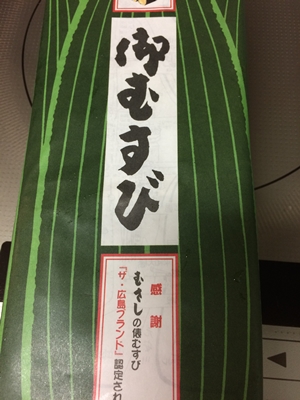 御むすび
感謝
むさしの俵むすび
「ザ・広島ブランド」認定され